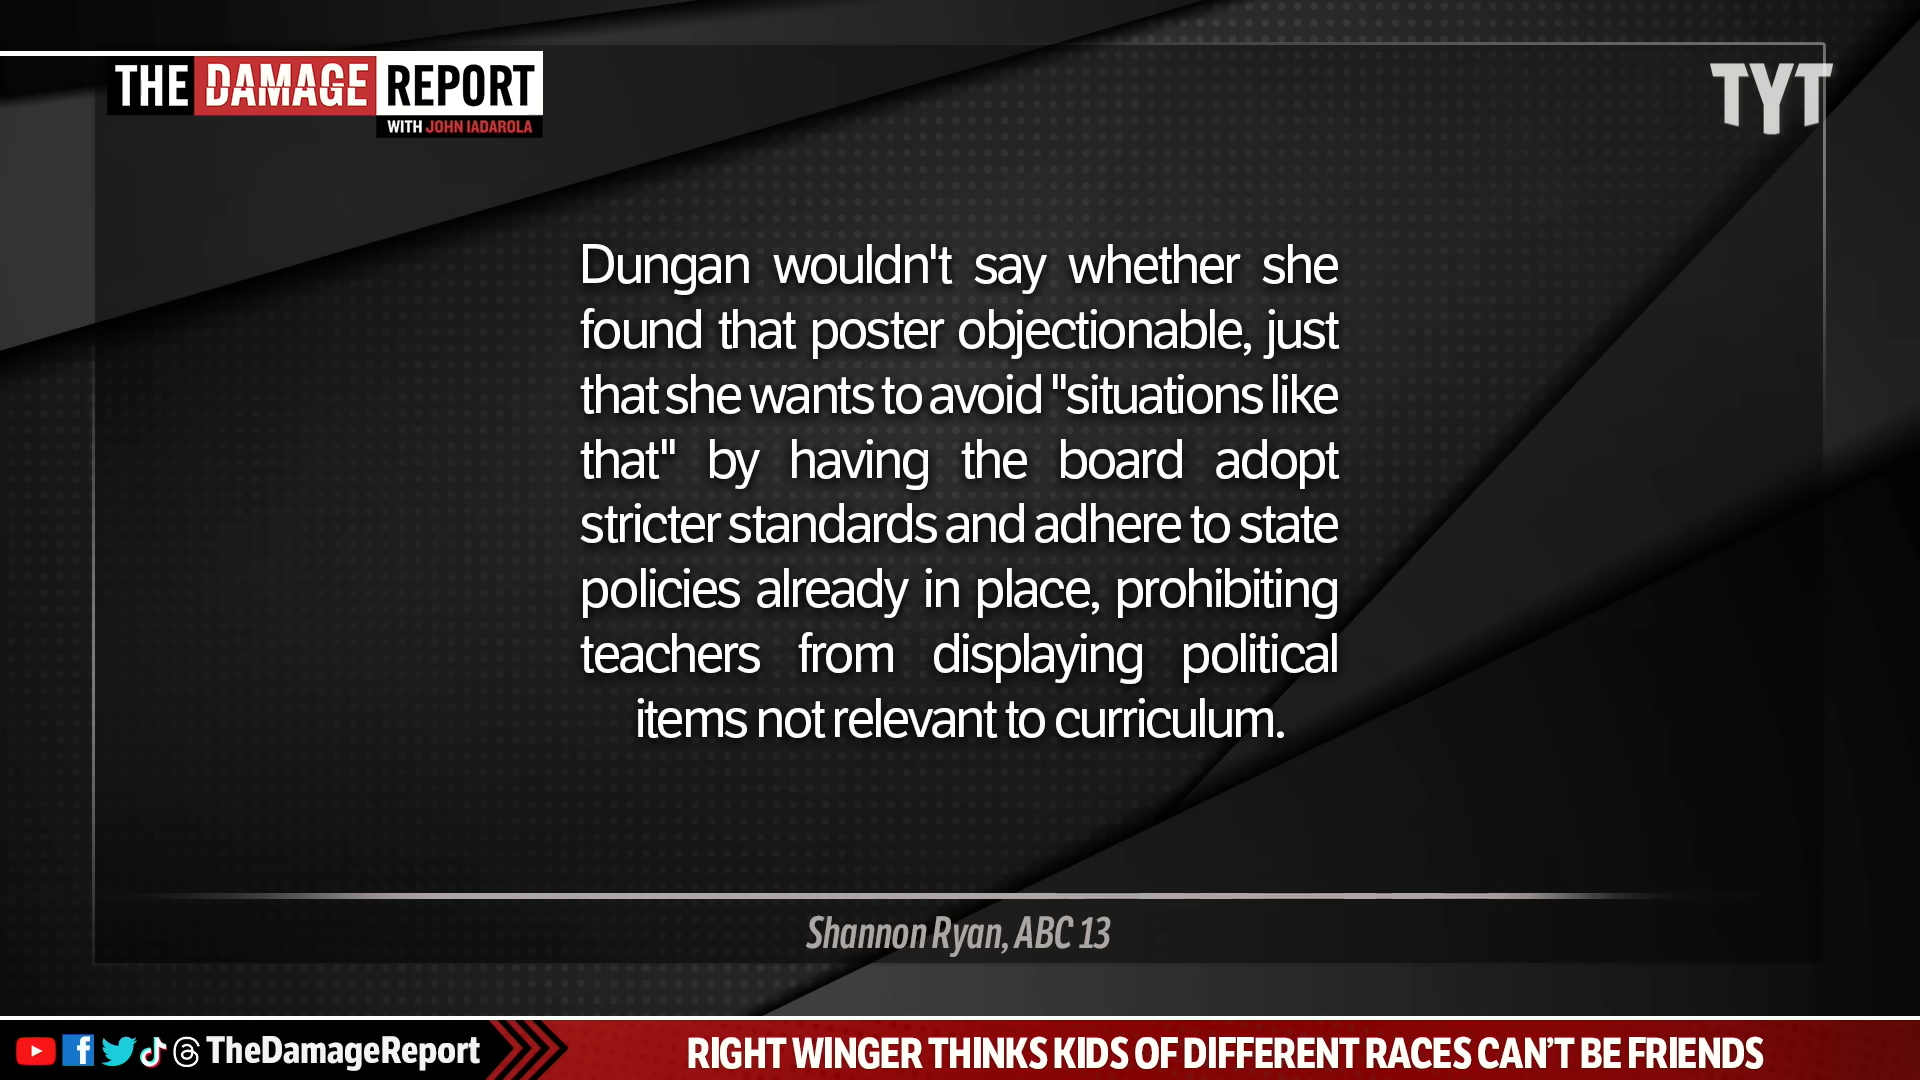 THE DAMAGE REPORT
WITH JOHN IADAROLA
TYT
Dungan wouldn't say whether she
found that poster objectionable, just
that she wants to avoid "situations like
that" by having the board adopt
stricter standards and adhere to state
policies already in place, prohibiting
teachers from displaying political
items not relevant to curriculum.
Shannon Ryan, ABC 13
TheDamageReport
RIGHT WINGER THINKS KIDS OF DIFFERENT RACES CAN'T BE FRIENDS